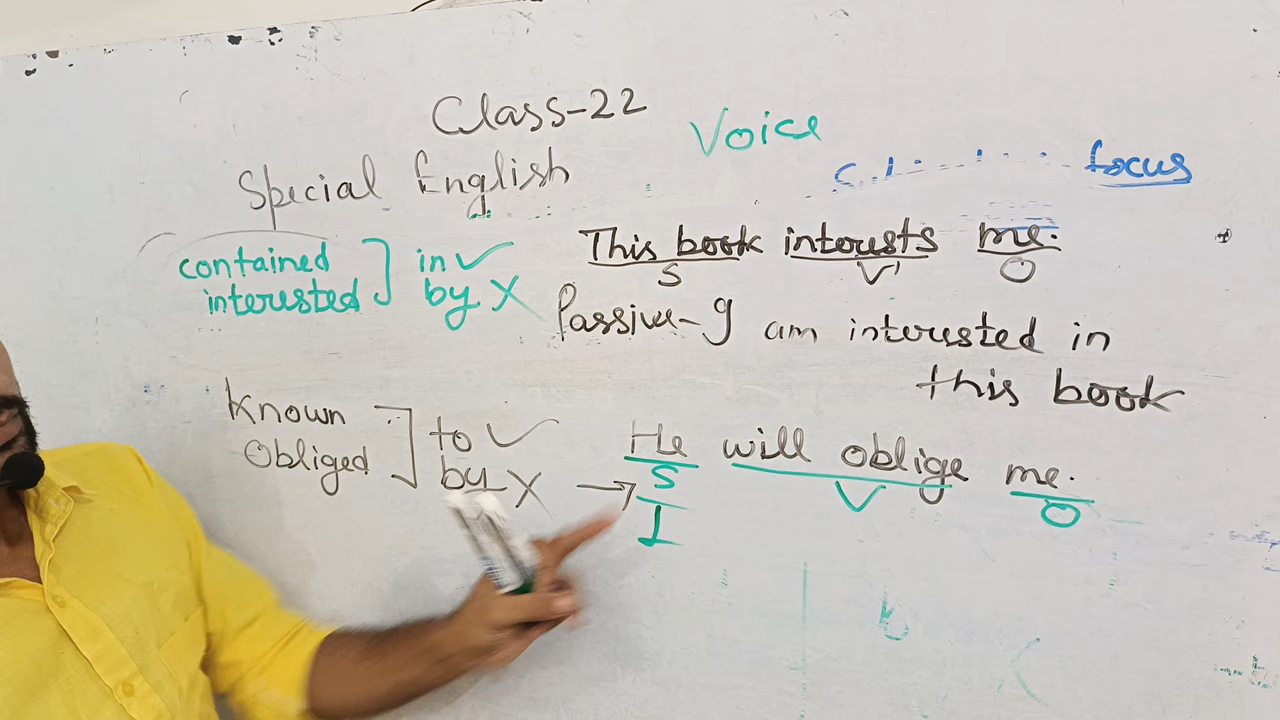 Class-22
Voice
Special English
focus
contained
interested
in ✓
by X
This book interests me.
S V' O
Passive- I am interested in
this book
Known
Obliged
to ✓
by X
→ He will oblige me.
S V O
I